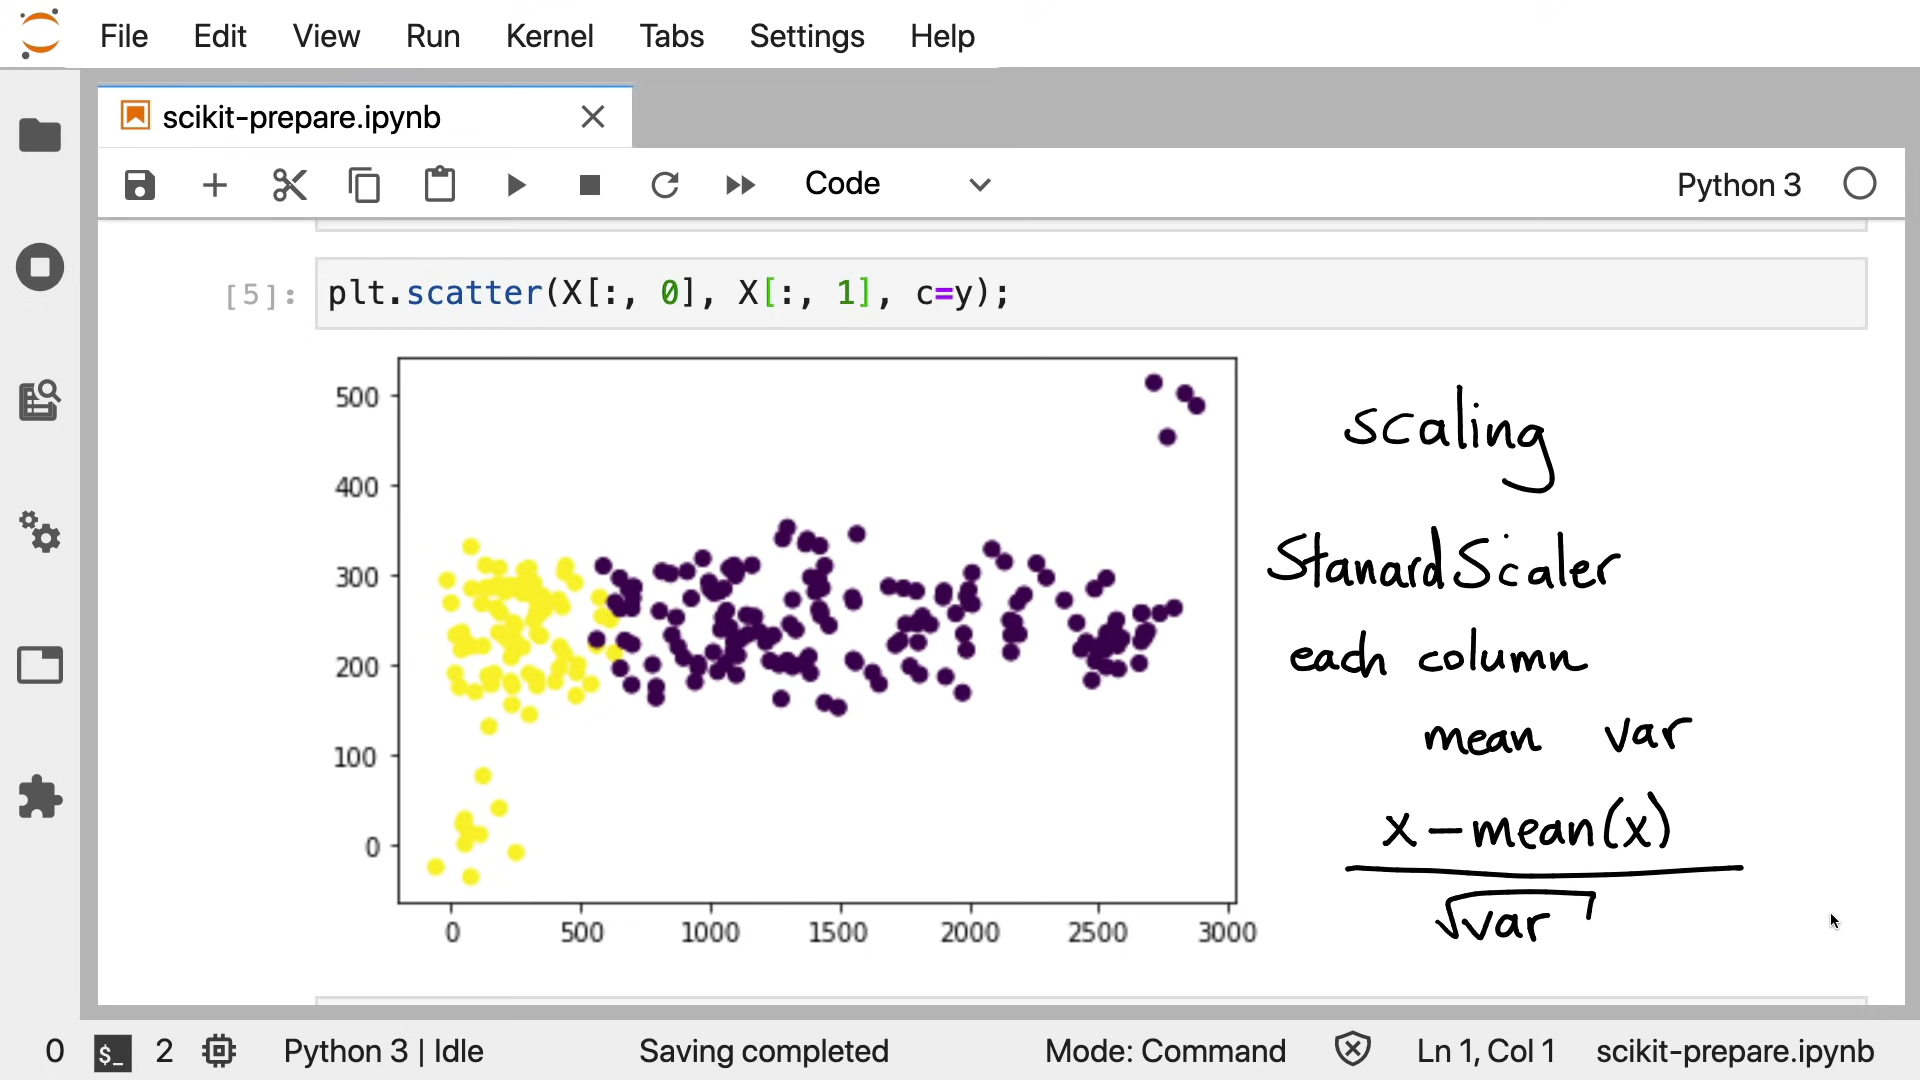 File Edit View Run Kernel Tabs Settings Help
scikit-prepare.ipynb
Code
Python 3
[5]: plt.scatter(X[:, 0], X[:, 1], c=y);
500
400
300
200
100
0
0 500 1000 1500 2000 2500 3000
scaling
StanardScaler
each column
mean var
x - mean(x)
√var
0 $_ 2 Python 3 | Idle Saving completed Mode: Command Ln 1, Col 1 scikit-prepare.ipynb